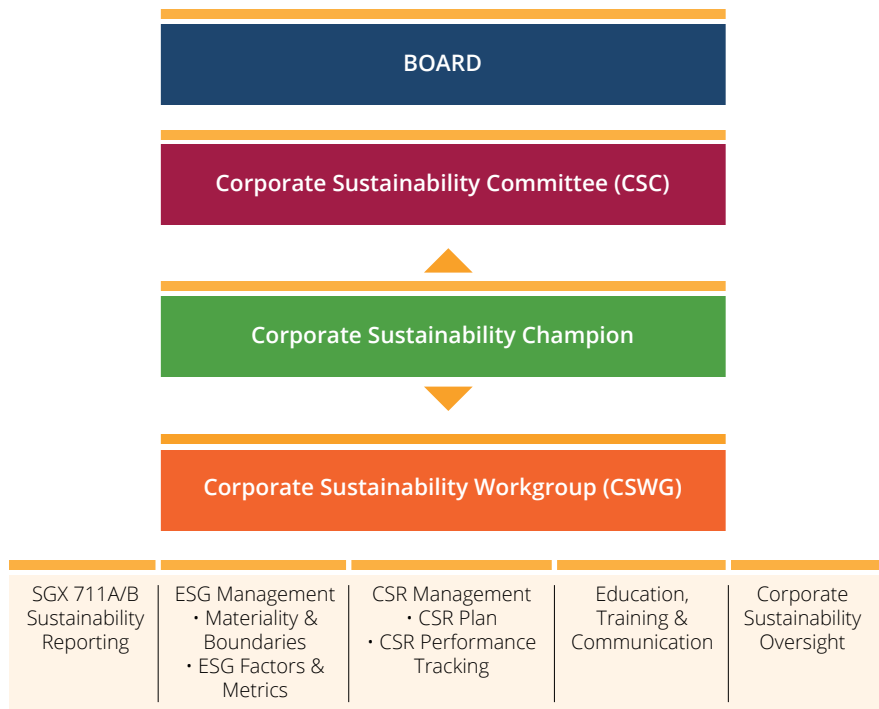 BOARD
Corporate Sustainability Committee (CSC)
Corporate Sustainability Champion
Corporate Sustainability Workgroup (CSWG)
SGX 711A/B
Sustainability
Reporting
ESG Management
• Materiality &
Boundaries
• ESG Factors &
Metrics
CSR Management
• CSR Plan
• CSR Performance
Tracking
Education,
Training &
Communication
Corporate
Sustainability
Oversight